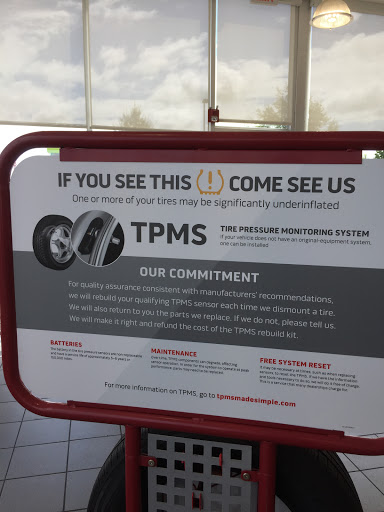 IF YOU SEE THIS COME SEE US
One or more of your tires may be significantly underinflated
TPMS
TIRE PRESSURE MONITORING SYSTEM
If your vehicle does not have an original-equipment system,
one can be installed
OUR COMMITMENT
For quality assurance consistent with manufacturers' recommendations,
we will rebuild your qualifying TPMS sensor each time we dismount a tire.
We will also return to you the parts we replace. If we do not, please tell us.
We will make it right and refund the cost of the TPMS rebuild kit.
BATTERIES
MAINTENANCE
FREE SYSTEM RESET
For more information on TPMS, go to tpmsmadesimple.com